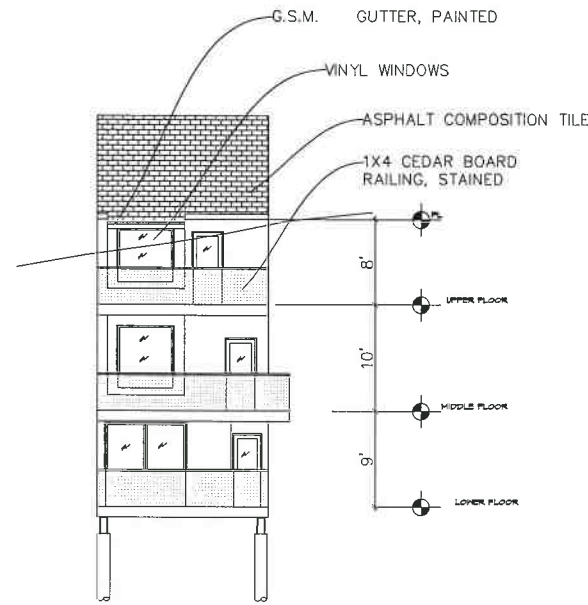 G.S.M. GUTTER, PAINTED
VINYL WINDOWS
ASPHALT COMPOSITION TILE
1X4 CEDAR BOARD
RAILING, STAINED
PL
8'
UPPER FLOOR
10'
MIDDLE FLOOR
9'
LOWER FLOOR